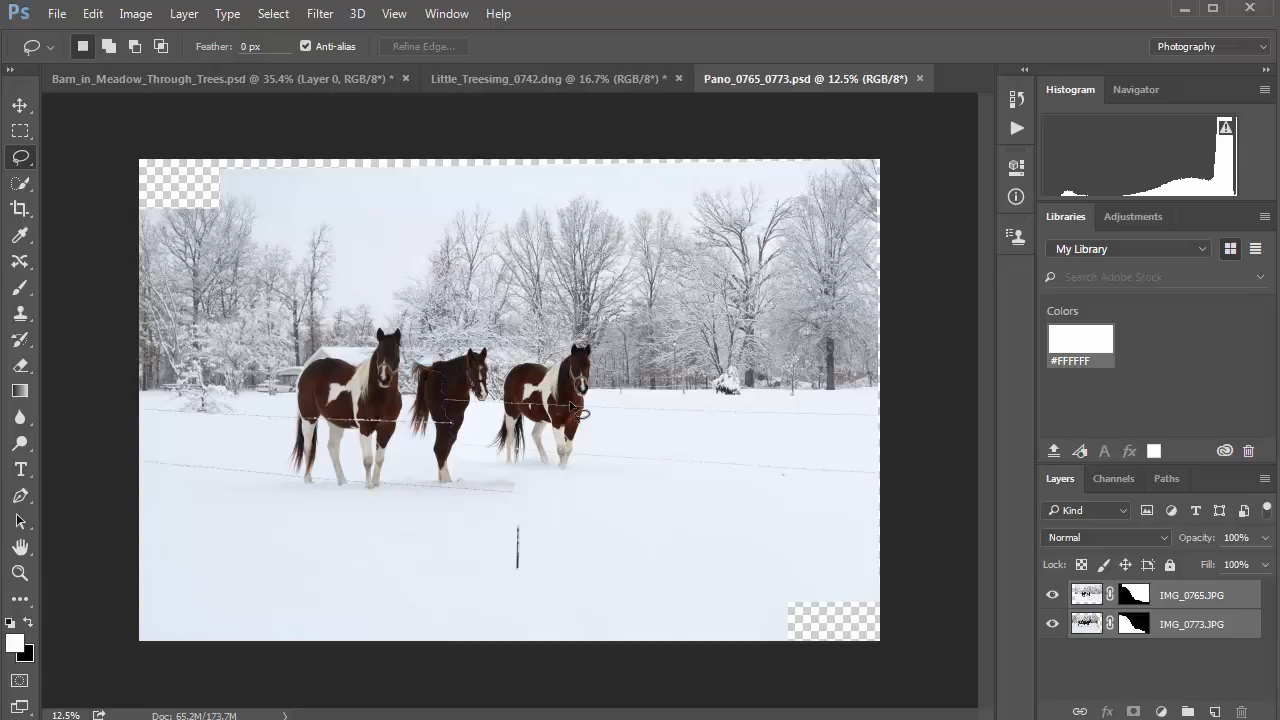 Ps File Edit Image Layer Type Select Filter 3D View Window Help
Feather: 0 px Anti-alias Refine Edge... Photography
Barn_in_Meadow_Through_Trees.psd @ 35.4% (Layer 0, RGB/8*) * Little_Treesimg_0742.dng @ 16.7% (RGB/8*) * Pano_0765_0773.psd @ 12.5% (RGB/8*)
Histogram Navigator
Libraries Adjustments
My Library
Search Adobe Stock
Colors
#FFFFFF
Layers Channels Paths
Kind
Normal Opacity: 100%
Lock: Fill: 100%
IMG_0765.JPG
IMG_0773.JPG
12.5% Doc: 65.2M/173.7M